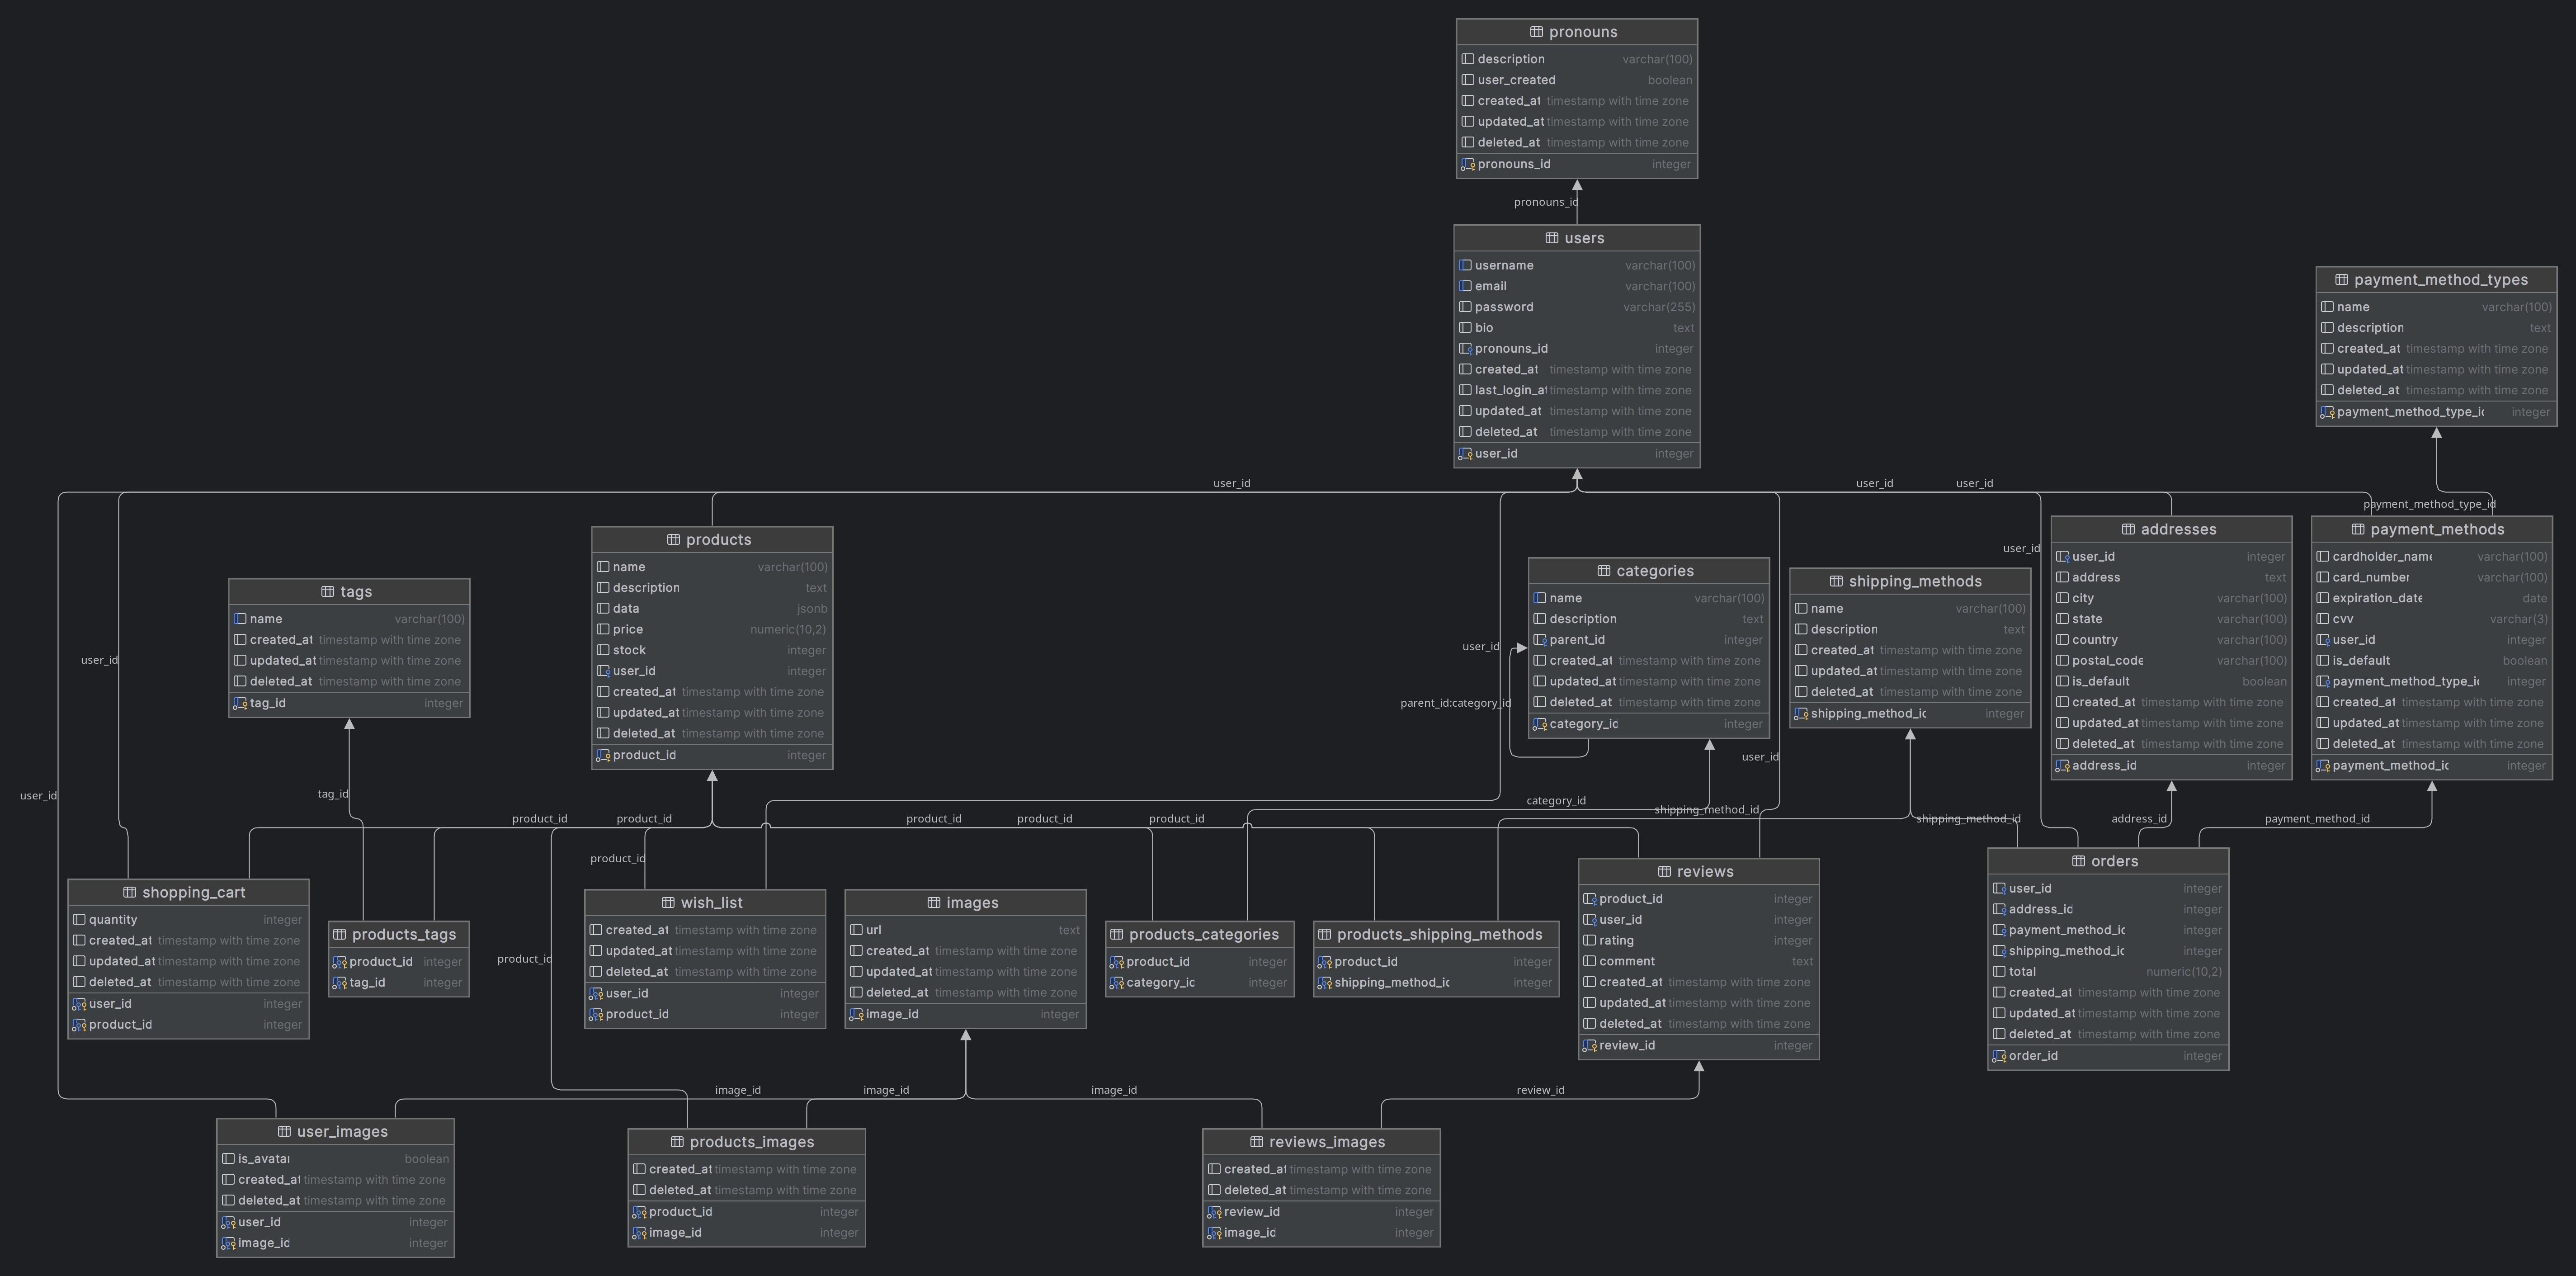 pronouns
description varchar(100)
user_created boolean
created_at timestamp with time zone
updated_at timestamp with time zone
deleted_at timestamp with time zone
pronouns_id integer
pronouns_id
users
username varchar(100)
email varchar(100)
password varchar(255)
bio text
pronouns_id integer
created_at timestamp with time zone
last_login_at timestamp with time zone
updated_at timestamp with time zone
deleted_at timestamp with time zone
user_id integer
payment_method_types
name varchar(100)
description text
created_at timestamp with time zone
updated_at timestamp with time zone
deleted_at timestamp with time zone
payment_method_type_id integer
user_id
user_id
user_id
payment_method_type_id
user_id
user_id
user_id
parent_id:category_id
user_id
user_id
tags
name varchar(100)
created_at timestamp with time zone
updated_at timestamp with time zone
deleted_at timestamp with time zone
tag_id integer
products
name varchar(100)
description text
data jsonb
price numeric(10,2)
stock integer
user_id integer
created_at timestamp with time zone
updated_at timestamp with time zone
deleted_at timestamp with time zone
product_id integer
categories
name varchar(100)
description text
parent_id integer
created_at timestamp with time zone
updated_at timestamp with time zone
deleted_at timestamp with time zone
category_id integer
shipping_methods
name varchar(100)
description text
created_at timestamp with time zone
updated_at timestamp with time zone
deleted_at timestamp with time zone
shipping_method_id integer
addresses
user_id integer
address text
city varchar(100)
state varchar(100)
country varchar(100)
postal_code varchar(100)
is_default boolean
created_at timestamp with time zone
updated_at timestamp with time zone
deleted_at timestamp with time zone
address_id integer
payment_methods
cardholder_name varchar(100)
card_number varchar(100)
expiration_date date
cvv varchar(3)
user_id integer
is_default boolean
payment_method_type_id integer
created_at timestamp with time zone
updated_at timestamp with time zone
deleted_at timestamp with time zone
payment_method_id integer
tag_id
product_id
product_id
product_id
product_id
product_id
category_id
shipping_method_id
shipping_method_id
address_id
payment_method_id
product_id
product_id
shopping_cart
quantity integer
created_at timestamp with time zone
updated_at timestamp with time zone
deleted_at timestamp with time zone
user_id integer
product_id integer
products_tags
product_id integer
tag_id integer
wish_list
created_at timestamp with time zone
updated_at timestamp with time zone
deleted_at timestamp with time zone
user_id integer
product_id integer
images
url text
created_at timestamp with time zone
updated_at timestamp with time zone
deleted_at timestamp with time zone
image_id integer
products_categories
product_id integer
category_id integer
products_shipping_methods
product_id integer
shipping_method_id integer
reviews
product_id integer
user_id integer
rating integer
comment text
created_at timestamp with time zone
updated_at timestamp with time zone
deleted_at timestamp with time zone
review_id integer
orders
user_id integer
address_id integer
payment_method_id integer
shipping_method_id integer
total numeric(10,2)
created_at timestamp with time zone
updated_at timestamp with time zone
deleted_at timestamp with time zone
order_id integer
image_id
image_id
image_id
review_id
user_images
is_avatar boolean
created_at timestamp with time zone
deleted_at timestamp with time zone
user_id integer
image_id integer
products_images
created_at timestamp with time zone
deleted_at timestamp with time zone
product_id integer
image_id integer
reviews_images
created_at timestamp with time zone
deleted_at timestamp with time zone
review_id integer
image_id integer